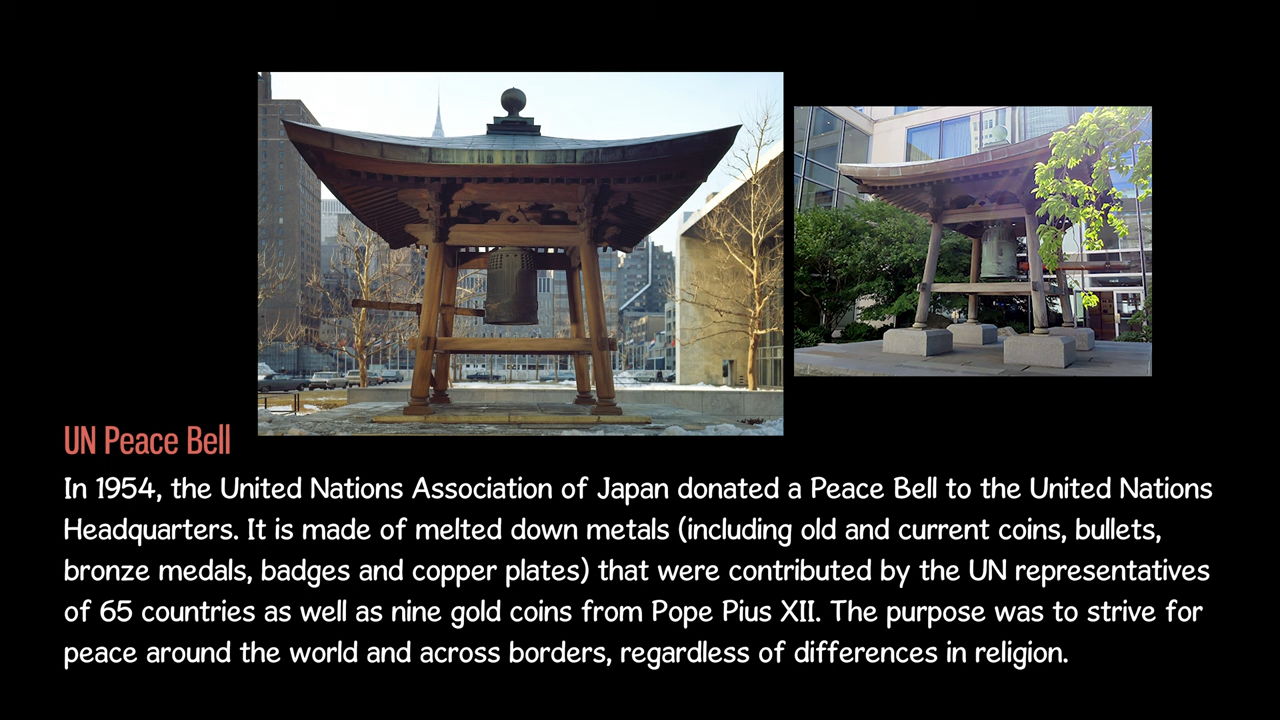 UN Peace Bell
In 1954, the United Nations Association of Japan donated a Peace Bell to the United Nations
Headquarters. It is made of melted down metals (including old and current coins, bullets,
bronze medals, badges and copper plates) that were contributed by the UN representatives
of 65 countries as well as nine gold coins from Pope Pius XII. The purpose was to strive for
peace around the world and across borders, regardless of differences in religion.